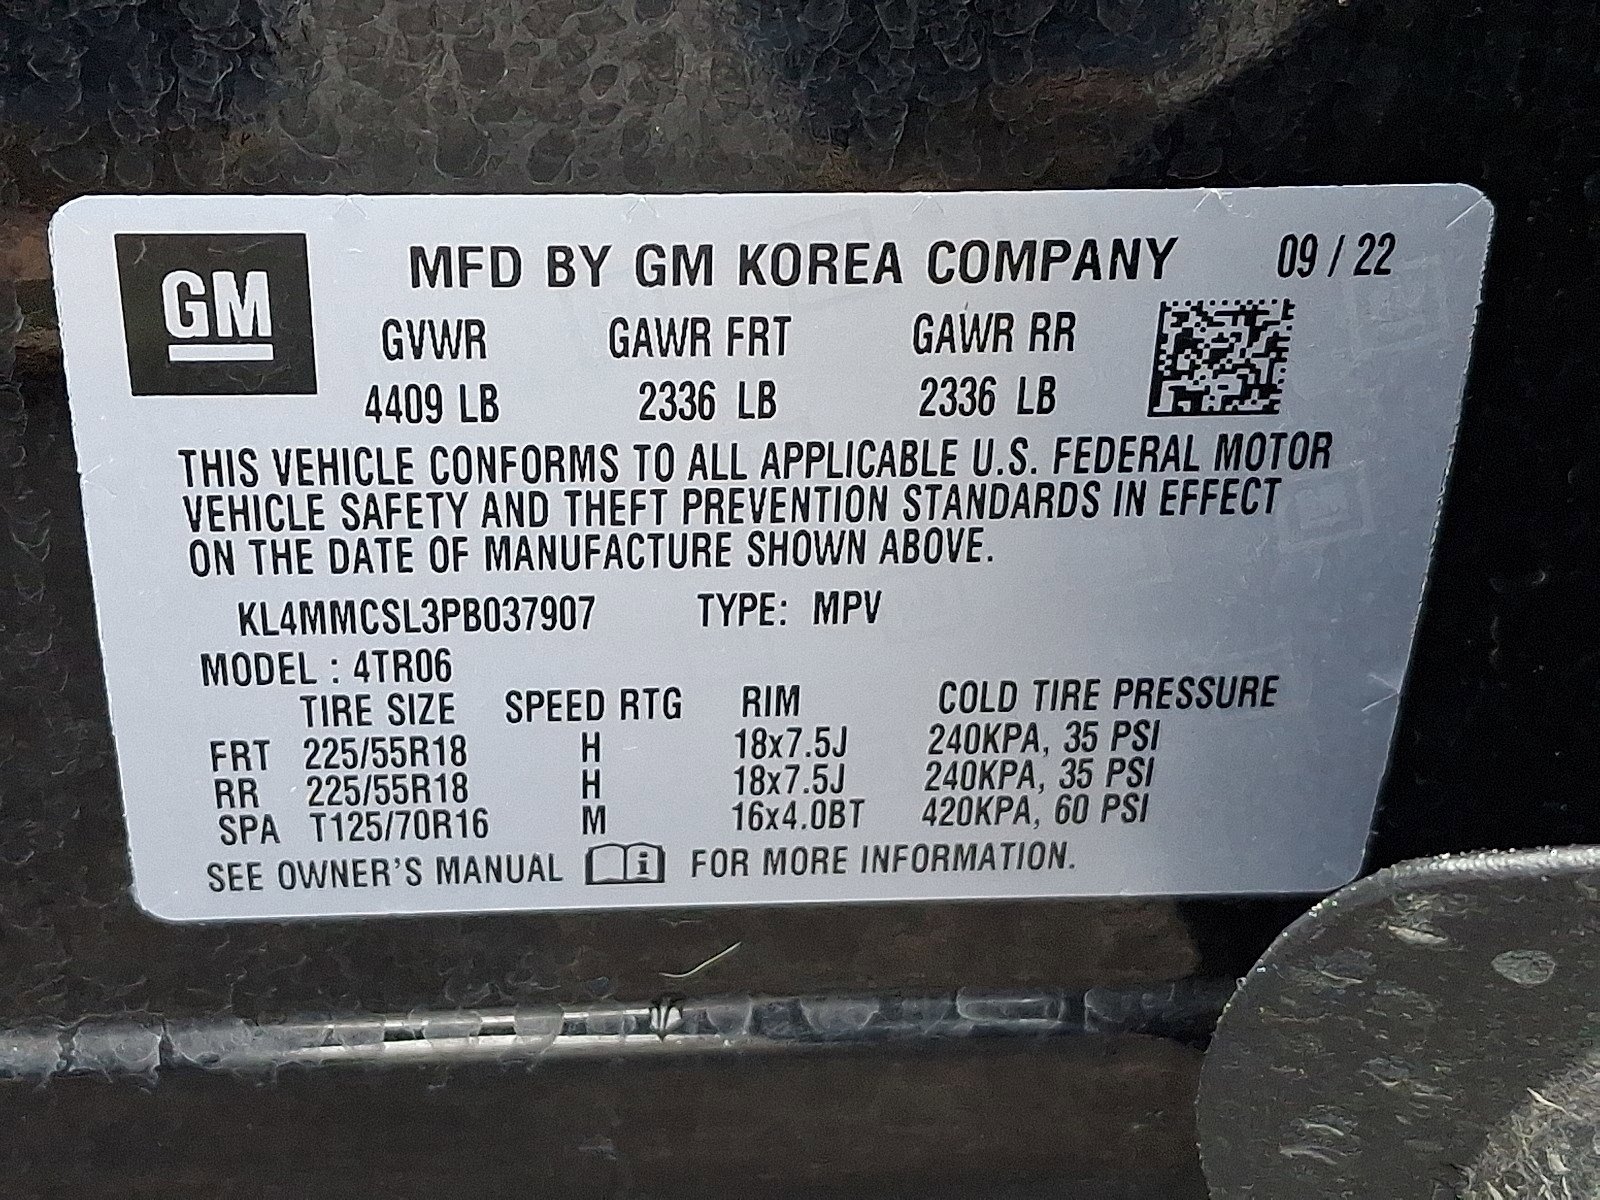 GM MFD BY GM KOREA COMPANY 09 / 22
GVWR GAWR FRT GAWR RR
4409 LB 2336 LB 2336 LB
THIS VEHICLE CONFORMS TO ALL APPLICABLE U.S. FEDERAL MOTOR
VEHICLE SAFETY AND THEFT PREVENTION STANDARDS IN EFFECT
ON THE DATE OF MANUFACTURE SHOWN ABOVE.
KL4MMCSL3PB037907 TYPE: MPV
MODEL : 4TR06
TIRE SIZE SPEED RTG RIM COLD TIRE PRESSURE
FRT 225/55R18 H 18x7.5J 240KPA, 35 PSI
RR 225/55R18 H 18x7.5J 240KPA, 35 PSI
SPA T125/70R16 M 16x4.0BT 420KPA, 60 PSI
SEE OWNER'S MANUAL i FOR MORE INFORMATION.